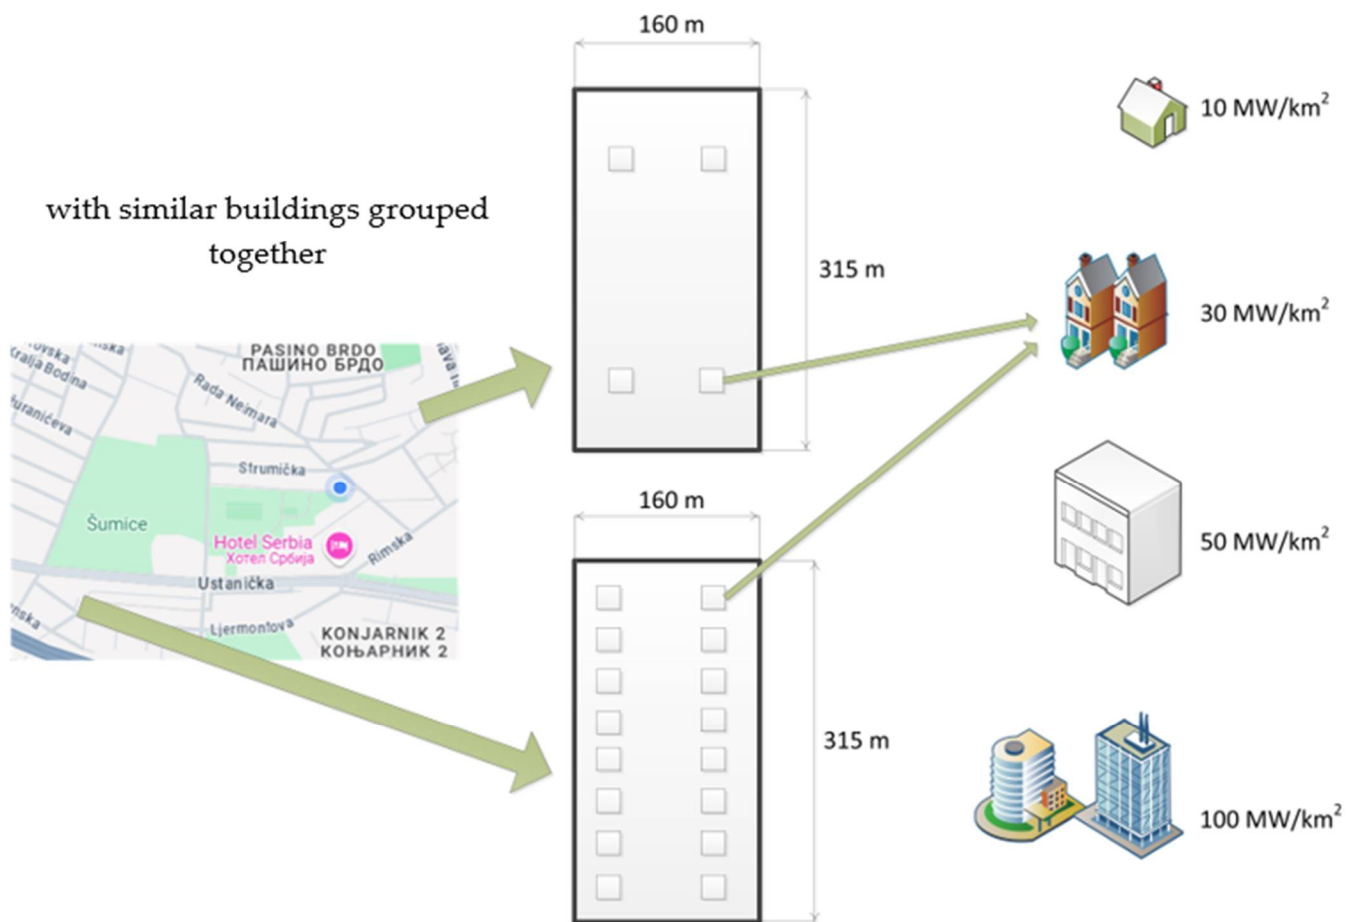 160 m
10 MW/km²
with similar buildings grouped
together
315 m
30 MW/km²
PASINO BRDO
ПАШИНО БРДО
Kralja Bodina
Rada Neimara
Strumička
Šumice
Hotel Serbia
Хотел Србија
Rimska
Ustanička
Ljermontova
KONJARNIK 2
КОЊАРНИК 2
160 m
50 MW/km²
315 m
100 MW/km²